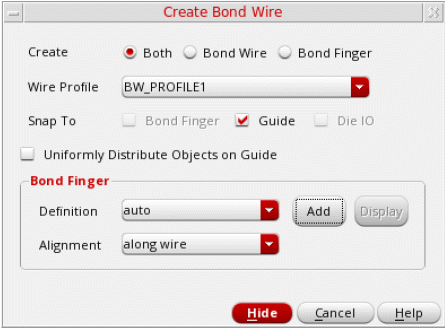 Create Bond Wire
Create Both Bond Wire Bond Finger
Wire Profile BW_PROFILE1
Snap To Bond Finger Guide Die IO
Uniformly Distribute Objects on Guide
Bond Finger
Definition auto Add Display
Alignment along wire
Hide Cancel Help